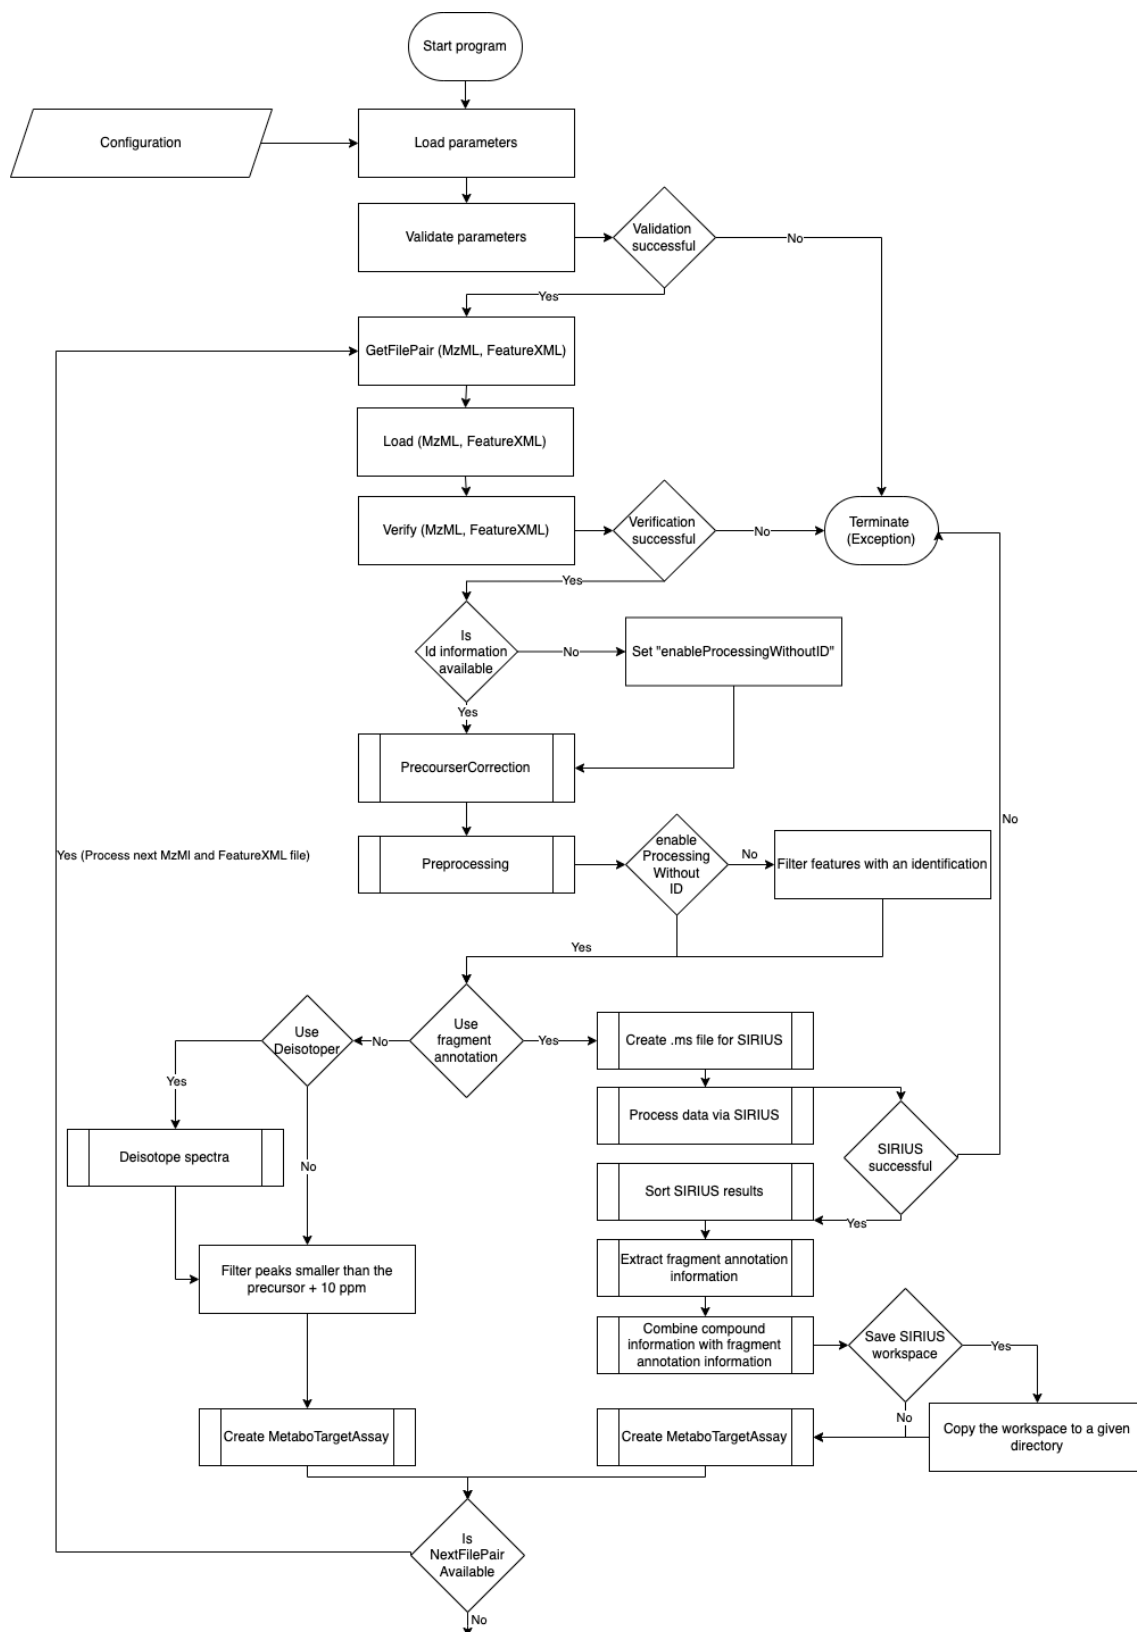 Start program
Configuration
Load parameters
Validate parameters
Validation
successful
No
Yes
GetFilePair (MzML, FeatureXML)
Load (MzML, FeatureXML)
Verify (MzML, FeatureXML)
Verification
successful
No
Terminate
(Exception)
Yes
Is
Id information
available
No
Set "enableProcessingWithoutID"
Yes
PrecourserCorrection
No
Yes (Process next MzMl and FeatureXML file)
Preprocessing
enable
Processing
Without
ID
No
Filter features with an identification
Yes
Use
Deisotoper
No
Use
fragment
annotation
Yes
Create .ms file for SIRIUS
Yes
Process data via SIRIUS
Deisotope spectra
No
SIRIUS
successful
Sort SIRIUS results
Yes
Filter peaks smaller than the
precursor + 10 ppm
Extract fragment annotation
information
Combine compound
information with fragment
annotation information
Save SIRIUS
workspace
Yes
No
Create MetaboTargetAssay
Create MetaboTargetAssay
Copy the workspace to a given
directory
Is
NextFilePair
Available
No